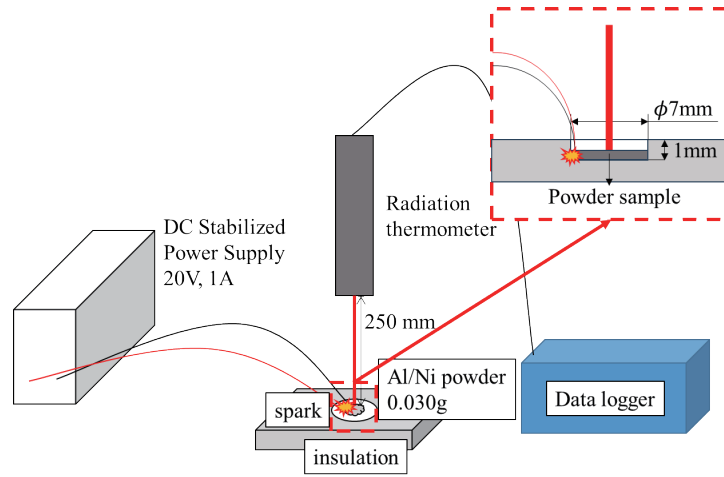 ϕ7mm
1mm
Powder sample
Radiation
thermometer
DC Stabilized
Power Supply
20V, 1A
250 mm
Al/Ni powder
0.030g
spark
insulation
Data logger